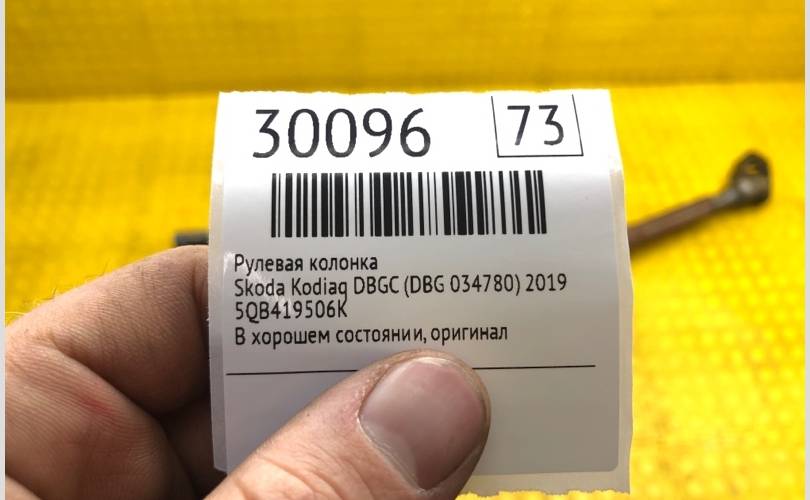 30096 73
Рулевая колонка
Skoda Kodiaq DBGC (DBG 034780) 2019
5QB419506K
В хорошем состоянии, оригинал